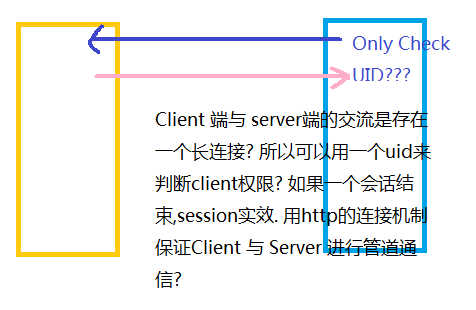 Only Check
UID???
Client 端与 server端的交流是存在
一个长连接? 所以可以用一个uid来
判断client权限? 如果一个会话结
束,session实效. 用http的连接机制
保证Client 与 Server 进行管道通
信?